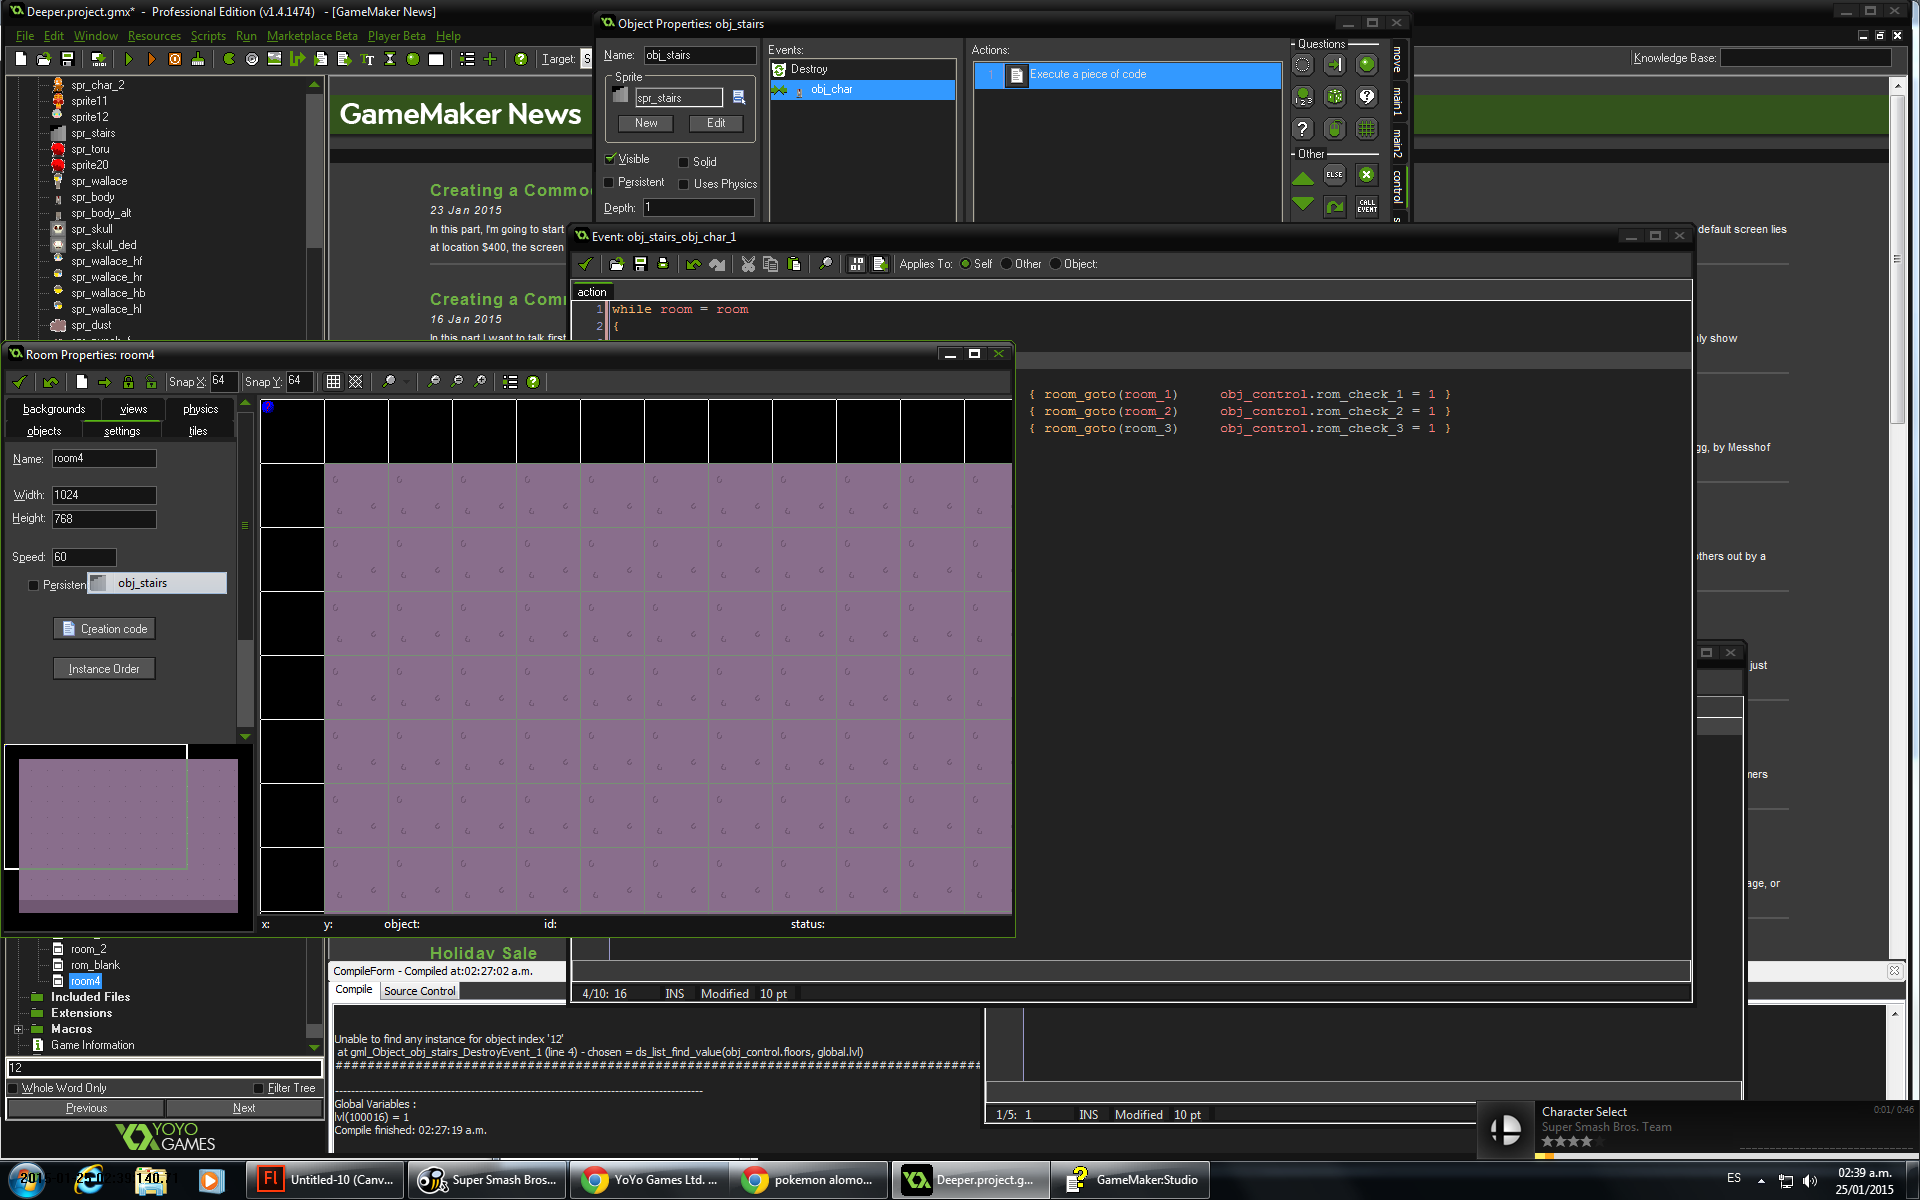 Deeper.project.gmx* - Professional Edition (v1.4.1474) - [GameMaker News]
File Edit Window Resources Scripts Run Marketplace Beta Player Beta Help
Target: S
Knowledge Base:
spr_char_2
sprite11
sprite12
spr_stairs
spr_toru
sprite20
spr_wallace
spr_body
spr_body_alt
spr_skull
spr_skull_ded
spr_wallace_hf
spr_wallace_hr
spr_wallace_hb
spr_wallace_hl
spr_dust
GameMaker News
Creating a Commo
23 Jan 2015
In this part, I'm going to start
at location $400, the screen
Creating a Com
16 Jan 2015
In this part I want to talk first
default screen lies
ly show
gg, by Messhof
others out by a
just
mers
age, or
Object Properties: obj_stairs
Name: obj_stairs
Sprite
spr_stairs
New Edit
Visible Solid
Persistent Uses Physics
Depth: 1
Events:
Destroy
obj_char
Actions:
1 Execute a piece of code
Questions
Other
ELSE
CALL EVENT
move
main1
main2
control
Event: obj_stairs_obj_char_1
Applies To: Self Other Object:
action
1 while room = room
2 {
{ room_goto(room_1) obj_control.rom_check_1 = 1 }
{ room_goto(room_2) obj_control.rom_check_2 = 1 }
{ room_goto(room_3) obj_control.rom_check_3 = 1 }
4/10: 16 INS Modified 10 pt
Room Properties: room4
Snap X: 64 Snap Y: 64
backgrounds views physics
objects settings tiles
Name: room4
Width: 1024
Height: 768
Speed: 60
Persisten
obj_stairs
Creation code
Instance Order
x: y: object: id: status:
room_2
rom_blank
room4
Included Files
Extensions
Macros
Game Information
12
Whole Word Only Filter Tree
Previous Next
YOYO GAMES
Holiday Sale
CompileForm - Compiled at:02:27:02 a.m.
Compile Source Control
Unable to find any instance for object index '12'
at gml_Object_obj_stairs_DestroyEvent_1 (line 4) - chosen = ds_list_find_value(obj_control.floors, global.lvl)
Global Variables :
lvl(100016) = 1
Compile finished: 02:27:19 a.m.
1/5: 1 INS Modified 10 pt
Character Select
Super Smash Bros. Team
0:01 / 0:46
2015-01-25 02:39:140.71
Untitled-10 (Canv...
Super Smash Bros...
YoYo Games Ltd. ...
pokemon alomo...
Deeper.project.g...
GameMaker:Studio
ES
02:39 a.m.
25/01/2015